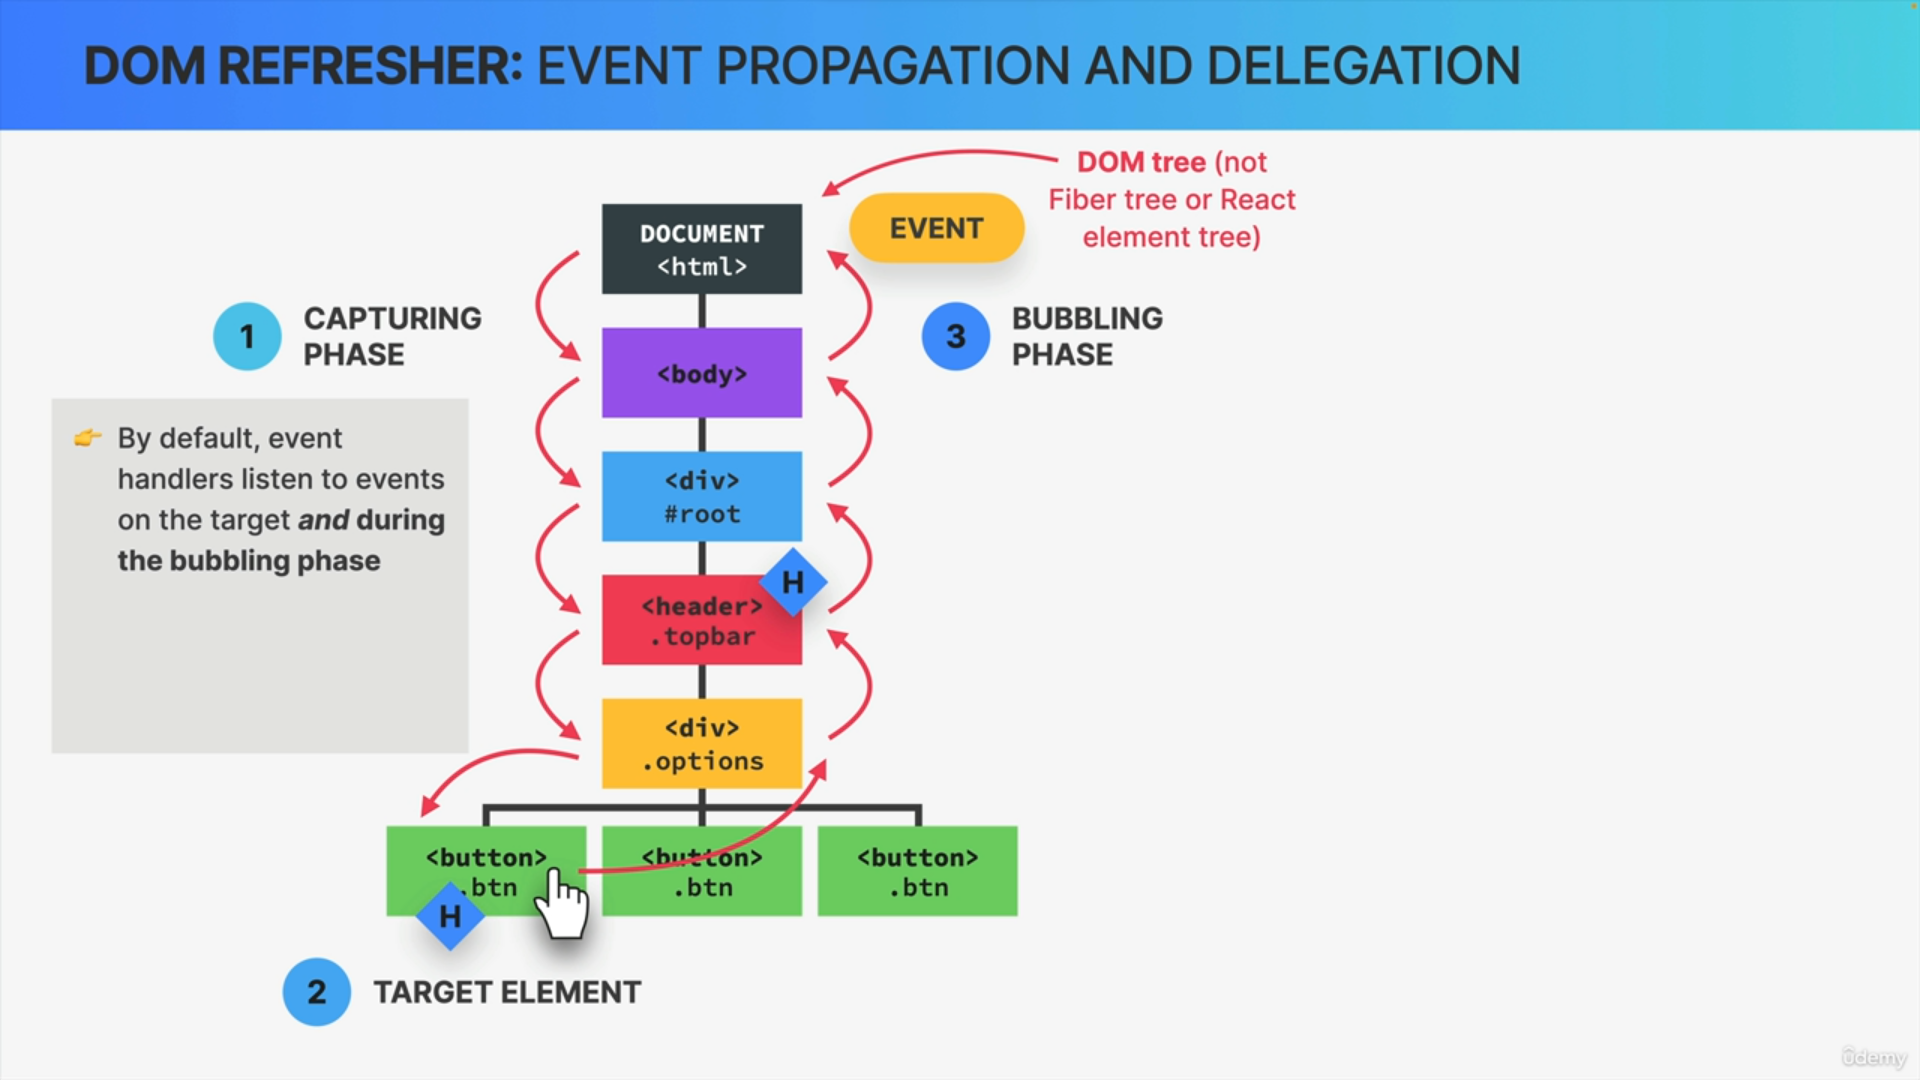 DOM REFRESHER: EVENT PROPAGATION AND DELEGATION
DOM tree (not
Fiber tree or React
element tree)
EVENT
DOCUMENT
<html>
1
CAPTURING
PHASE
3
BUBBLING
PHASE
<body>
👉 By default, event
handlers listen to events
on the target and during
the bubbling phase
<div>
#root
H
<header>
.topbar
<div>
.options
<button>
.btn
H
<button>
.btn
<button>
.btn
2
TARGET ELEMENT
ûdemy